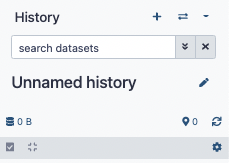 History
search datasets
Unnamed history
0 B
0